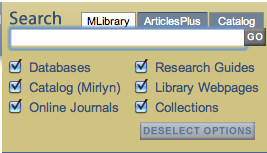 Search MLibrary ArticlesPlus Catalog
GO
Databases Research Guides
Catalog (Mirlyn) Library Webpages
Online Journals Collections
DESELECT OPTIONS